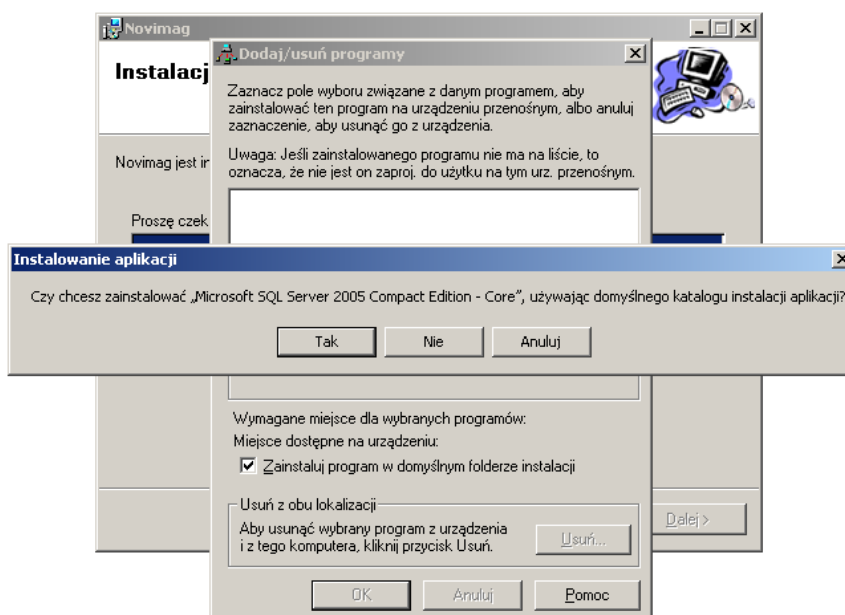 Novimag
Dodaj/usuń programy
Instalacj
Zaznacz pole wyboru związane z danym programem, aby
zainstalować ten program na urządzeniu przenośnym, albo anuluj
zaznaczenie, aby usunąć go z urządzenia.
Novimag jest ir
Uwaga: Jeśli zainstalowanego programu nie ma na liście, to
oznacza, że nie jest on zaproj. do użytku na tym urz. przenośnym.
Proszę czek
Instalowanie aplikacji
Czy chcesz zainstalować „Microsoft SQL Server 2005 Compact Edition - Core”, używając domyślnego katalogu instalacji aplikacji?
Tak Nie Anuluj
Wymagane miejsce dla wybranych programów:
Miejsce dostępne na urządzeniu:
Zainstaluj program w domyślnym folderze instalacji
Usuń z obu lokalizacji
Aby usunąć wybrany program z urządzenia
i z tego komputera, kliknij przycisk Usuń.
Usuń...
Dalej >
OK Anuluj Pomoc